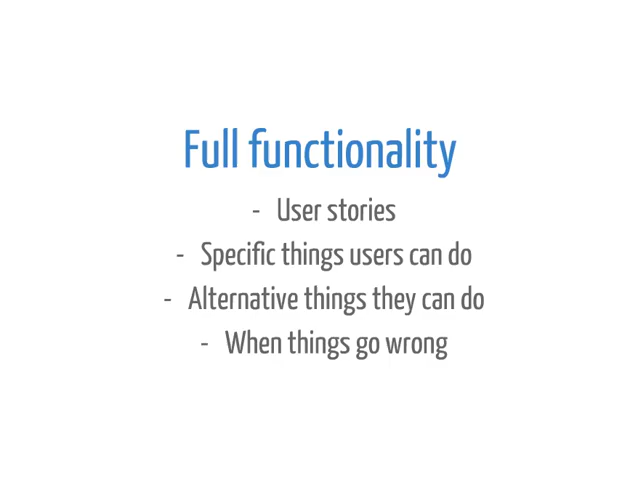 Full functionality
- User stories
- Specific things users can do
- Alternative things they can do
- When things go wrong